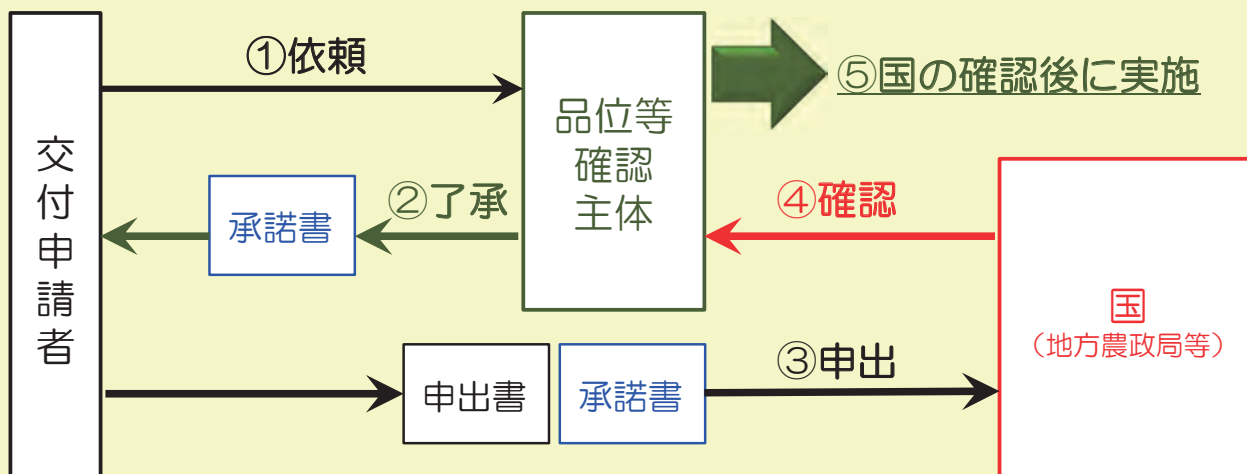 ①依頼
⑤国の確認後に実施
交付申請者
品位等
確認
主体
承諾書
②了承
④確認
国
（地方農政局等）
申出書
承諾書
③申出